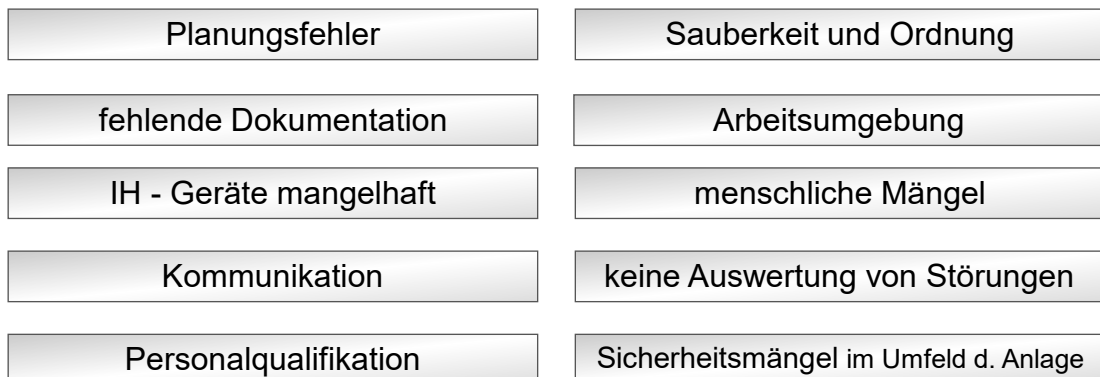 Planungsfehler
Sauberkeit und Ordnung
fehlende Dokumentation
Arbeitsumgebung
IH - Geräte mangelhaft
menschliche Mängel
Kommunikation
keine Auswertung von Störungen
Personalqualifikation
Sicherheitsmängel im Umfeld d. Anlage